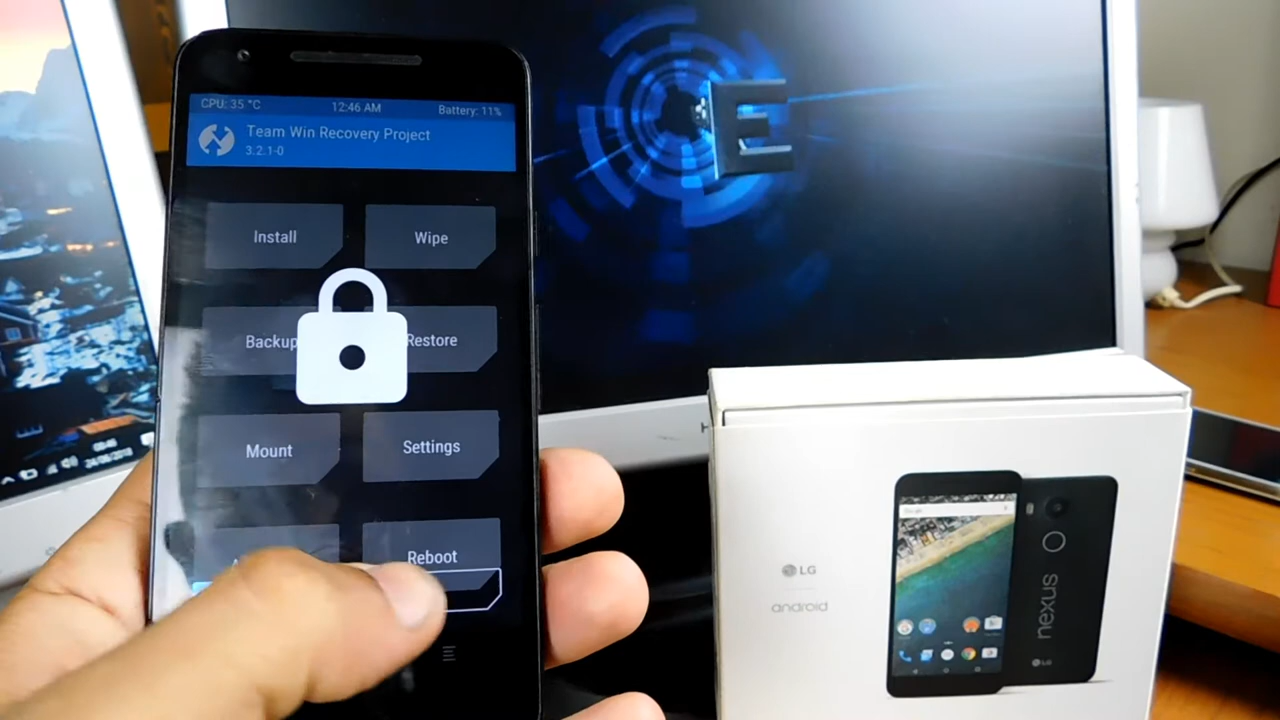 CPU: 35 °C
12:46 AM
Battery: 11%
Team Win Recovery Project
3.2.1-0
Install
Wipe
Backup
Restore
Mount
Settings
Reboot
E
LG
android
nexus
LG